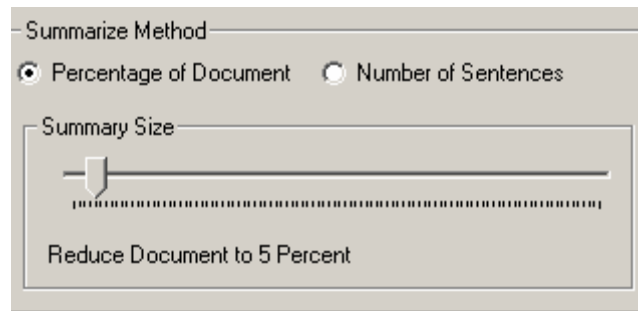 Summarize Method
Percentage of Document Number of Sentences
Summary Size
Reduce Document to 5 Percent